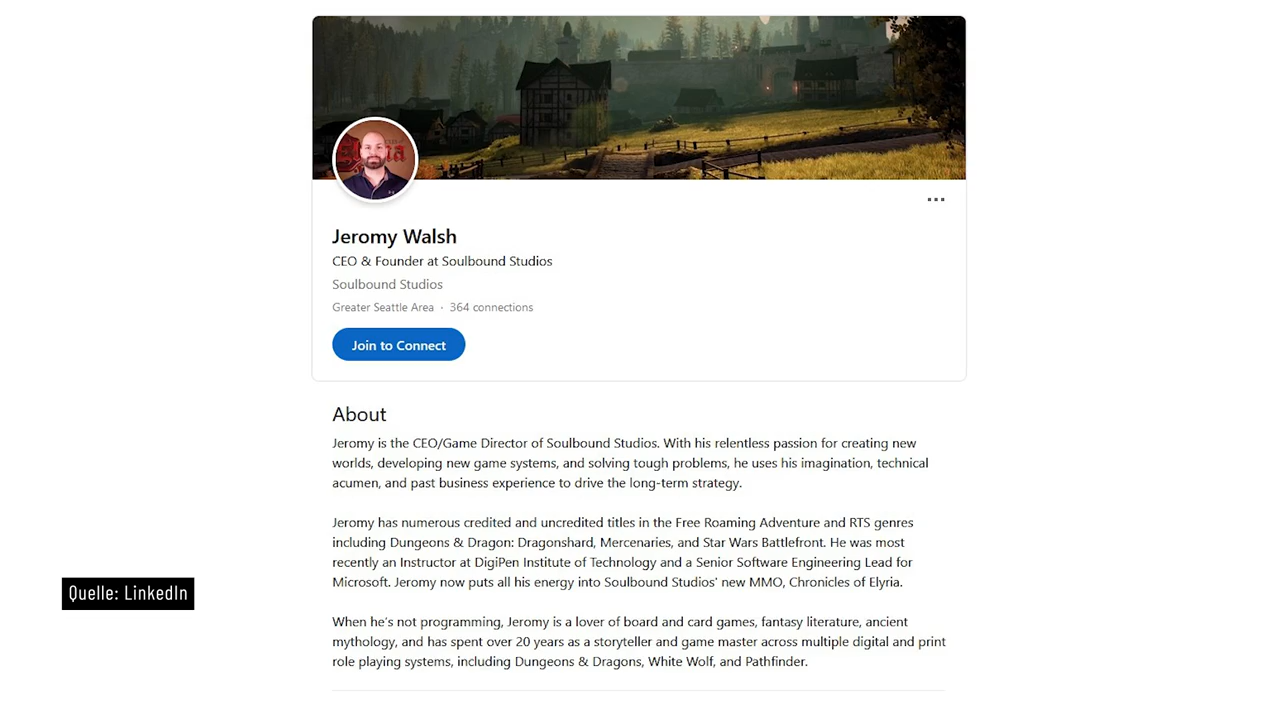 Jeromy Walsh
CEO & Founder at Soulbound Studios
Soulbound Studios
Greater Seattle Area · 364 connections
Join to Connect
About
Jeromy is the CEO/Game Director of Soulbound Studios. With his relentless passion for creating new
worlds, developing new game systems, and solving tough problems, he uses his imagination, technical
acumen, and past business experience to drive the long-term strategy.
Jeromy has numerous credited and uncredited titles in the Free Roaming Adventure and RTS genres
including Dungeons & Dragon: Dragonshard, Mercenaries, and Star Wars Battlefront. He was most
recently an Instructor at DigiPen Institute of Technology and a Senior Software Engineering Lead for
Microsoft. Jeromy now puts all his energy into Soulbound Studios' new MMO, Chronicles of Elyria.
Quelle: LinkedIn
When he's not programming, Jeromy is a lover of board and card games, fantasy literature, ancient
mythology, and has spent over 20 years as a storyteller and game master across multiple digital and print
role playing systems, including Dungeons & Dragons, White Wolf, and Pathfinder.